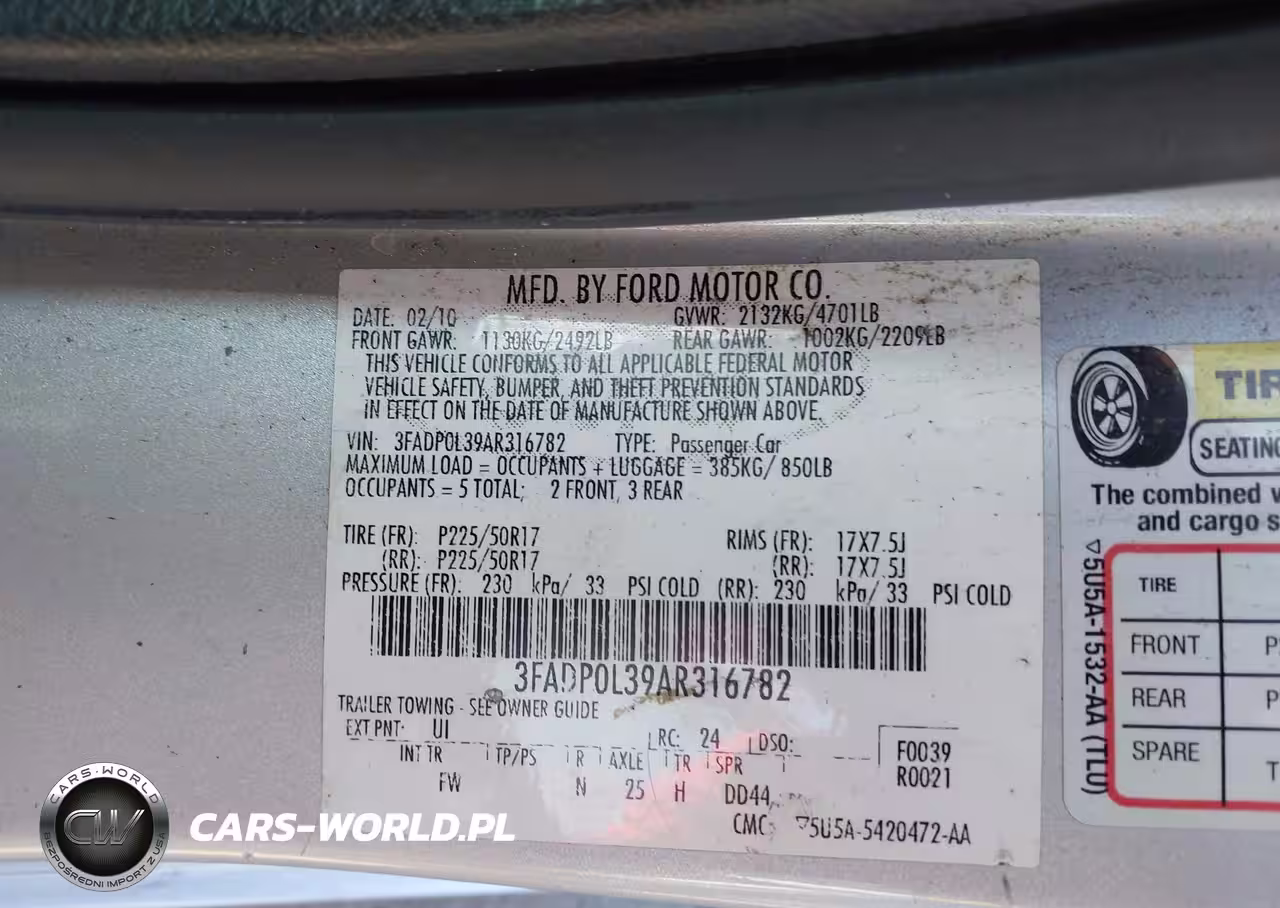 MFD. BY FORD MOTOR CO.
DATE: 02/10 GVWR: 2132KG/4701LB
FRONT GAWR: 1130KG/2492LB REAR GAWR: 1002KG/2209LB
THIS VEHICLE CONFORMS TO ALL APPLICABLE FEDERAL MOTOR
VEHICLE SAFETY, BUMPER, AND THEFT PREVENTION STANDARDS
IN EFFECT ON THE DATE OF MANUFACTURE SHOWN ABOVE.
VIN: 3FADP0L39AR316782 TYPE: Passenger Car
MAXIMUM LOAD = OCCUPANTS + LUGGAGE = 385KG/ 850LB
OCCUPANTS = 5 TOTAL; 2 FRONT, 3 REAR
TIRE (FR): P225/50R17 RIMS (FR): 17X7.5J
(RR): P225/50R17 (RR): 17X7.5J
PRESSURE (FR): 230 kPa/ 33 PSI COLD (RR): 230 kPa/ 33 PSI COLD
3FADP0L39AR316782
TRAILER TOWING - SEE OWNER GUIDE
EXT PNT: UI RC: 24 DSO:
INT TR TP/PS R AXLE TR SPR
FW N 25 H DD44
F0039
R0021
CMC ▽5U5A-5420472-AA
TIR
SEATING
The combined
and cargo s
▽5U5A-1532-AA (TLU)
TIRE
FRONT P
REAR P
SPARE T
CARS-WORLD
CW
BEZPOŚREDNI IMPORT Z USA
CARS-WORLD.PL